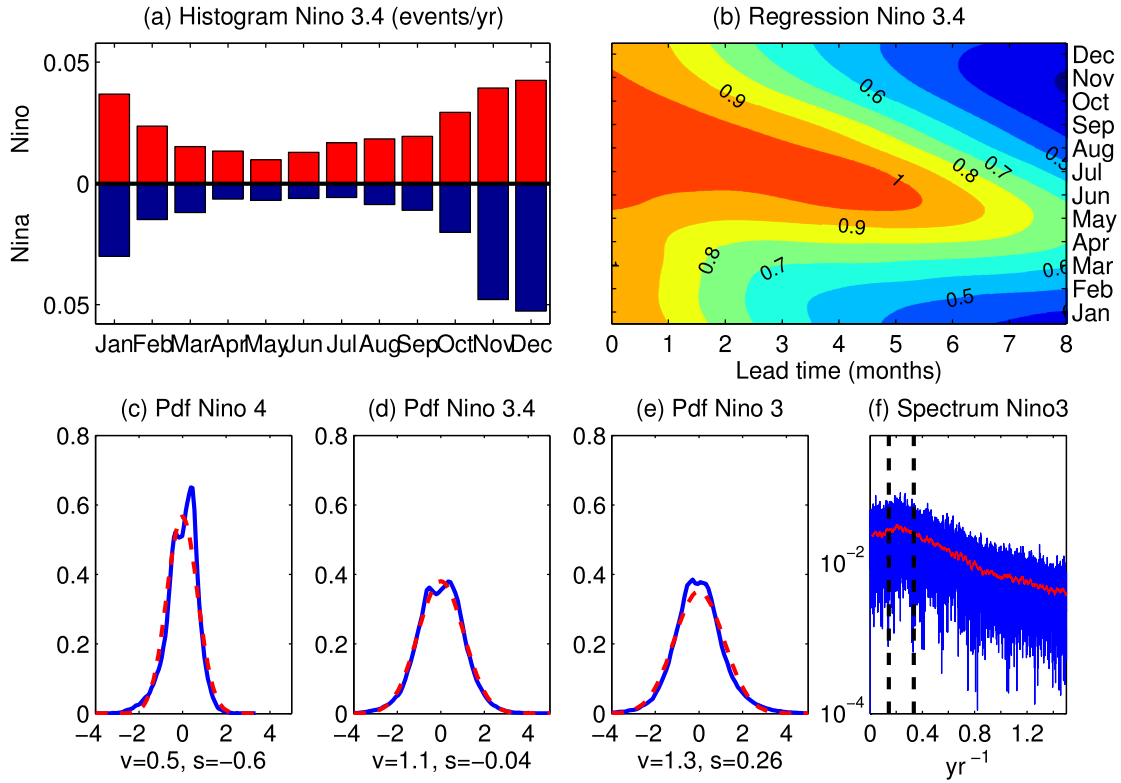 (a) Histogram Nino 3.4 (events/yr)
0.05
Nino
0
Nina
0.05
Jan Feb Mar Apr May Jun Jul Aug Sep Oct Nov Dec
(b) Regression Nino 3.4
0.9
0.6
0.5
0.7
0.8
1
0.9
0.8
0.7
0.6
0.5
Dec
Nov
Oct
Sep
Aug
Jul
Jun
May
Apr
Mar
Feb
Jan
0 1 2 3 4 5 6 7 8
Lead time (months)
(c) Pdf Nino 4
0.8
0.6
0.4
0.2
0
−4 −2 0 2 4
v=0.5, s=−0.6
(d) Pdf Nino 3.4
0.8
0.6
0.4
0.2
0
−4 −2 0 2 4
v=1.1, s=−0.04
(e) Pdf Nino 3
0.8
0.6
0.4
0.2
0
−4 −2 0 2 4
v=1.3, s=0.26
(f) Spectrum Nino3
10−2
10−4
0 0.4 0.8 1.2
yr −1